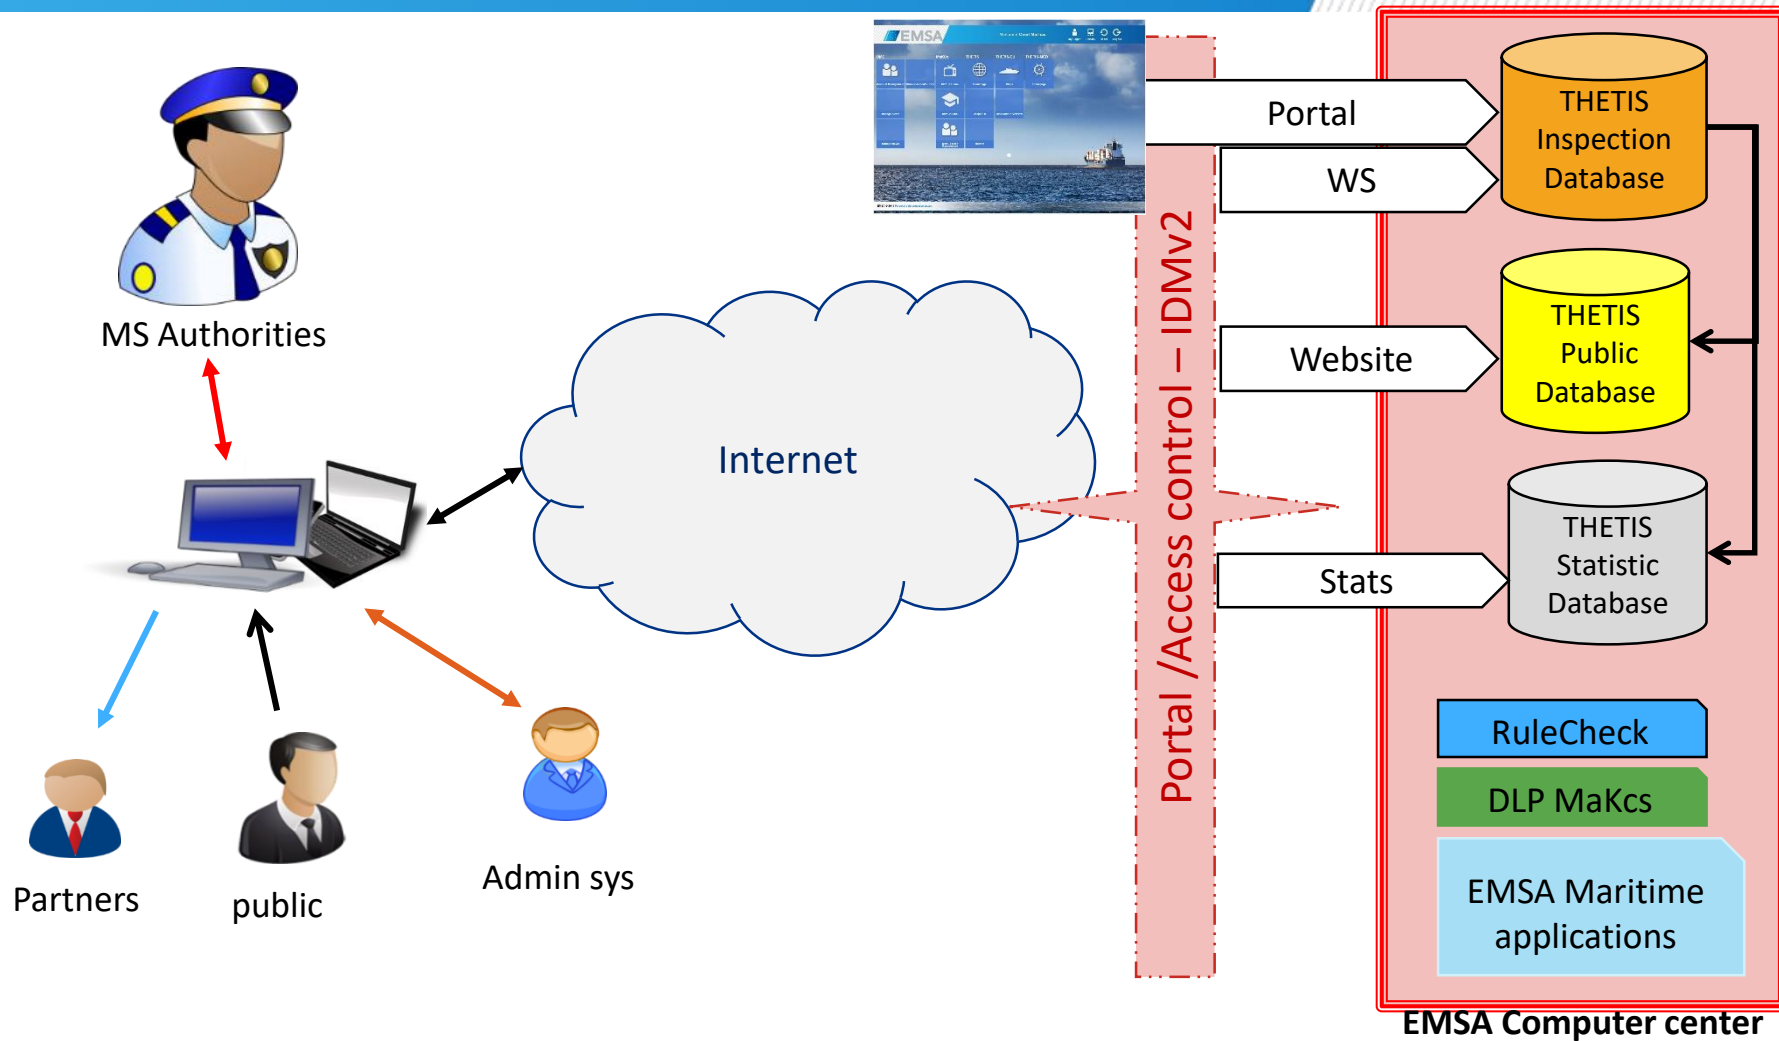 EMSA
MS Authorities
Internet
Partners
public
Admin sys
Portal /Access control – IDMv2
Portal
WS
Website
Stats
THETIS
Inspection
Database
THETIS
Public
Database
THETIS
Statistic
Database
RuleCheck
DLP MaKcs
EMSA Maritime
applications
EMSA Computer center